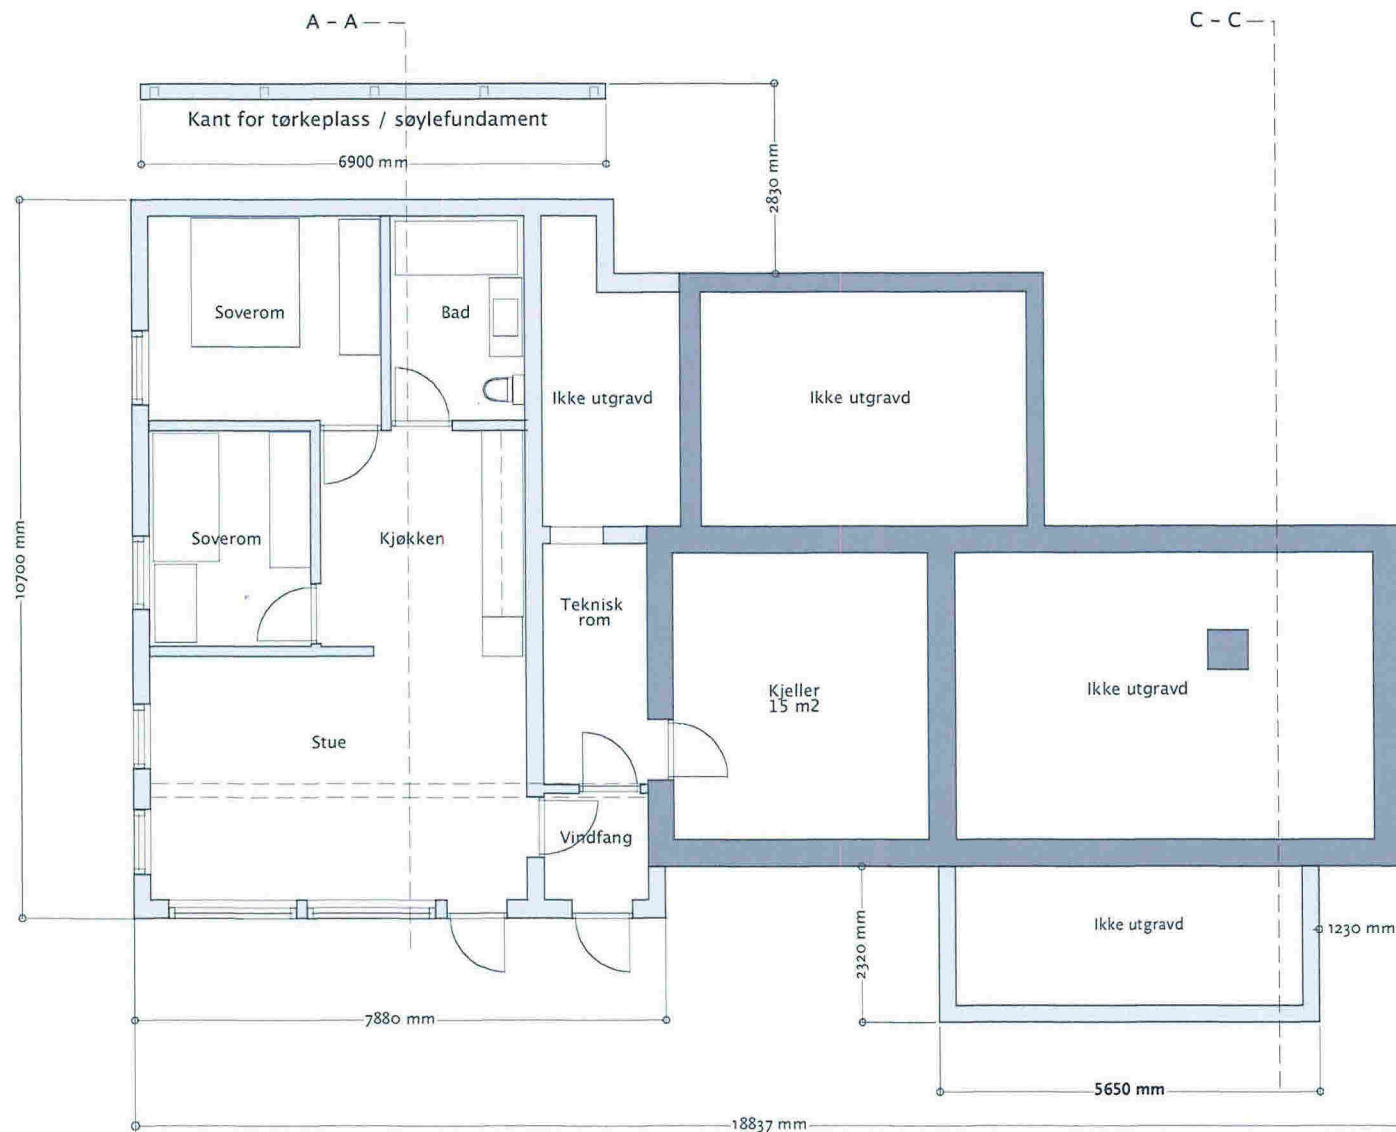 A – A
C – C
Kant for tørkeplass / søylefundament
6900 mm
2830 mm
Soverom
Bad
Ikke utgravd
Ikke utgravd
10700 mm
Soverom
Kjøkken
Teknisk
rom
Kjeller
15 m2
Ikke utgravd
Stue
Vindfang
2320 mm
Ikke utgravd
1230 mm
7880 mm
5650 mm
18837 mm